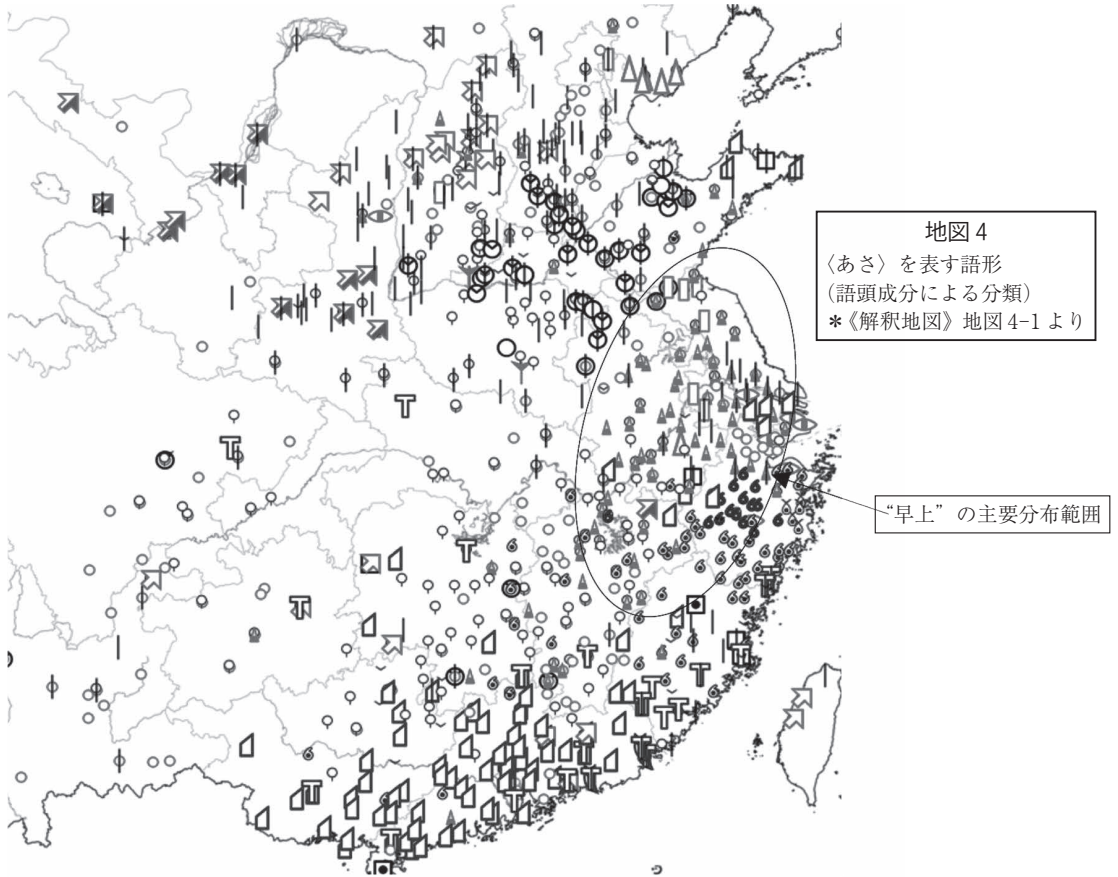 地図 4
〈あさ〉を表す語形
(語頭成分による分類)
*《解釈地図》地図 4-1 より
“早上”の主要分布範囲